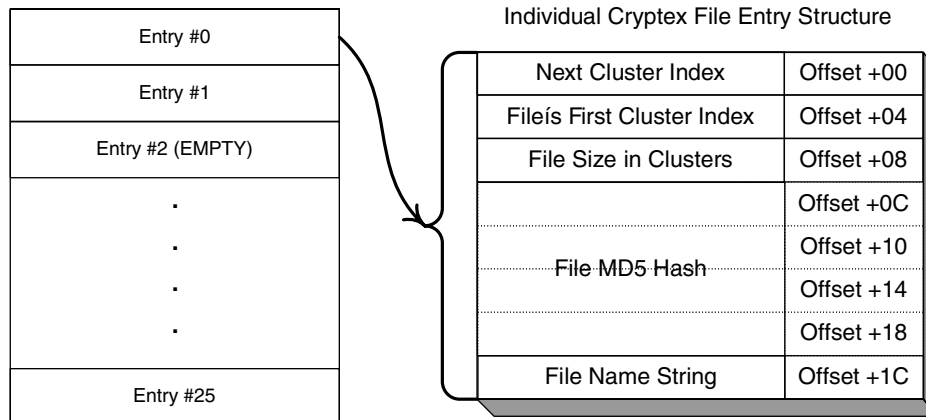 Individual Cryptex File Entry Structure
Entry #0
Entry #1
Entry #2 (EMPTY)
.
.
.
.
Entry #25
Next Cluster Index Offset +00
Fileís First Cluster Index Offset +04
File Size in Clusters Offset +08
File MD5 Hash
Offset +0C
Offset +10
Offset +14
Offset +18
File Name String Offset +1C